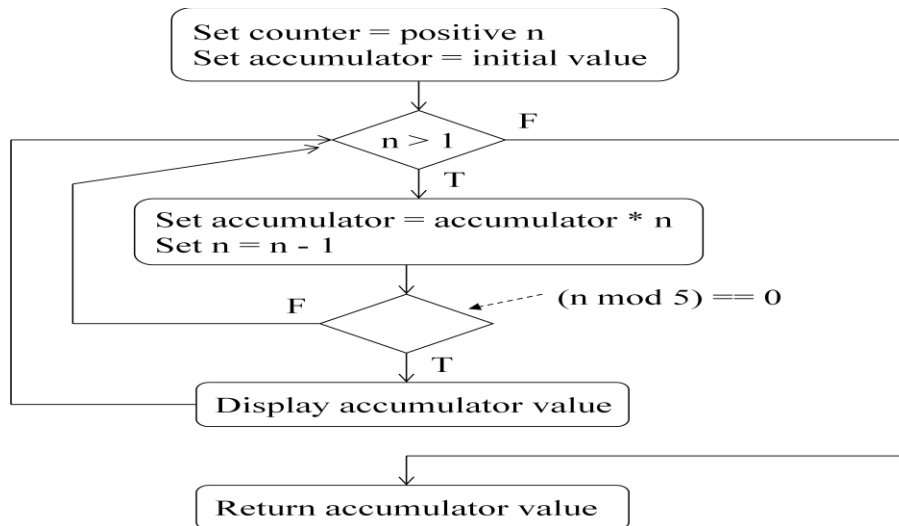 Set counter = positive n
Set accumulator = initial value
n > 1
F
T
Set accumulator = accumulator * n
Set n = n - 1
(n mod 5) == 0
F
T
Display accumulator value
Return accumulator value